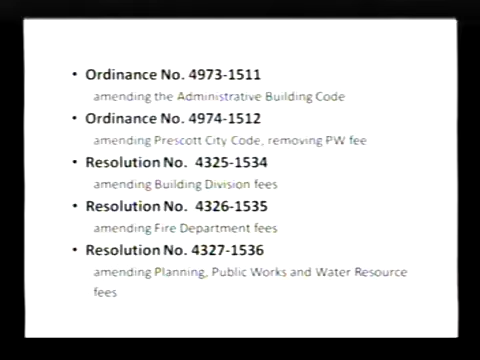 • Ordinance No. 4973-1511
amending the Administrative Building Code
• Ordinance No. 4974-1512
amending Prescott City Code, removing PW fee
• Resolution No. 4325-1534
amending Building Division fees
• Resolution No. 4326-1535
amending Fire Department fees
• Resolution No. 4327-1536
amending Planning, Public Works and Water Resource
fees